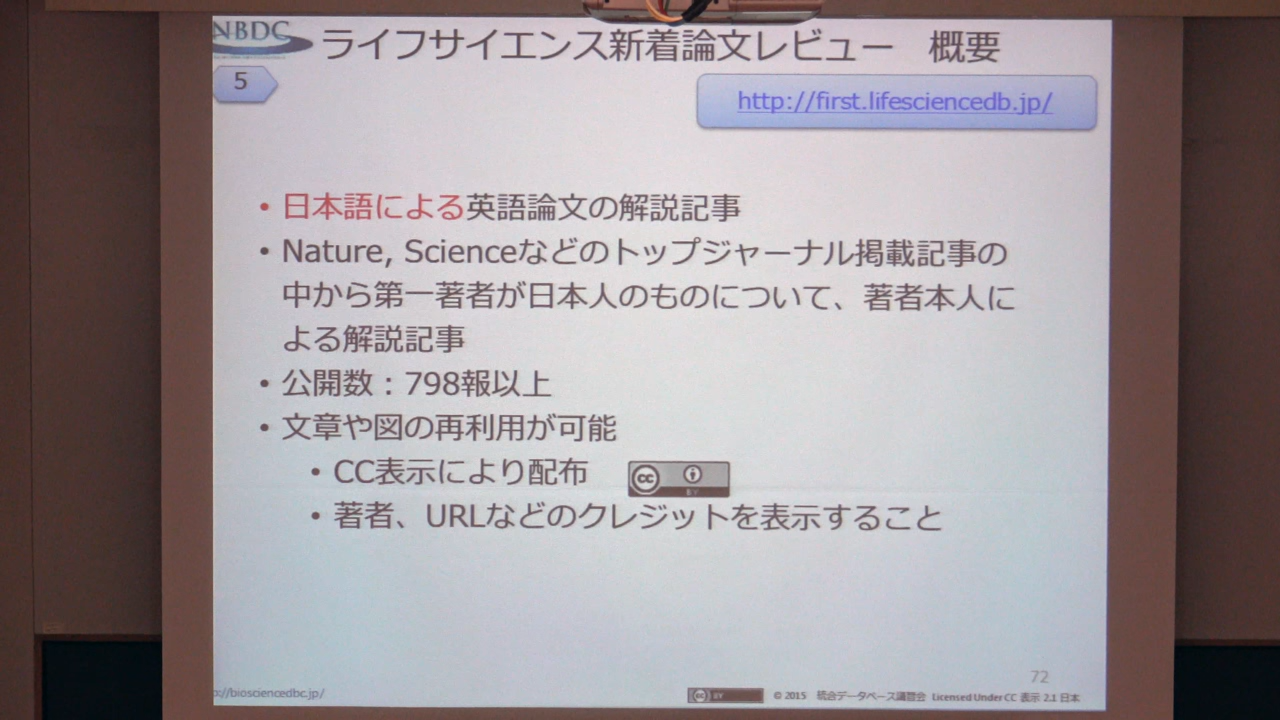 NBDC
ライフサイエンス新着論文レビュー　概要
5
http://first.lifesciencedb.jp/
• 日本語による英語論文の解説記事
• Nature, Scienceなどのトップジャーナル掲載記事の
中から第一著者が日本人のものについて、著者本人に
よる解説記事
• 公開数：798報以上
• 文章や図の再利用が可能
• CC表示により配布
cc BY
• 著者、URLなどのクレジットを表示すること
72
://biosciencedbc.jp/
cc BY
© 2015 統合データベース講習会 Licensed Under CC 表示 2.1 日本